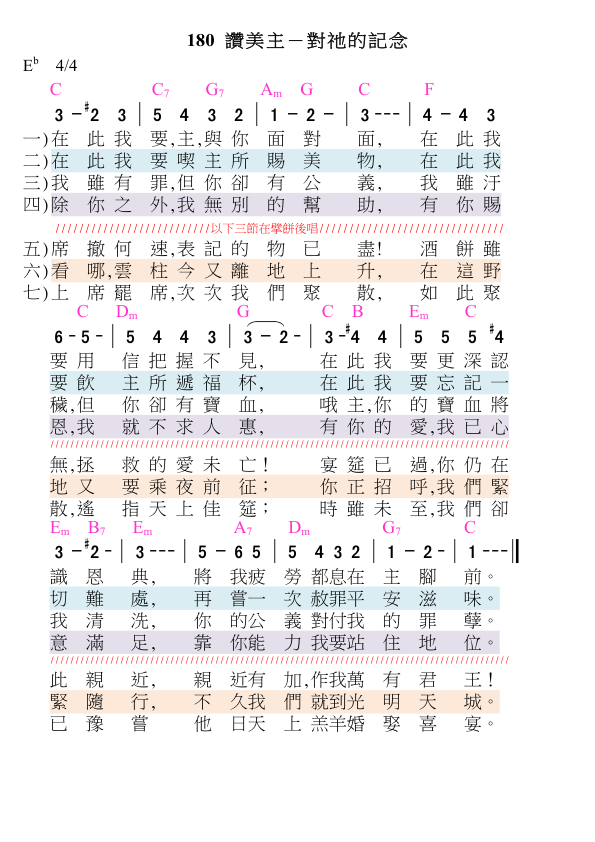 180 讚美主－對祂的記念
E♭ 4/4
C C7 G7 Am G C F
3 － #2 3 | 5 4 3 2 | 1 － 2 － | 3 - - - | 4 － 4 3
一)在 此 我 要,主,與 你 面 對 面, 在 此 我
二)在 此 我 要 喫 主 所 賜 美 物, 在 此 我
三)我 雖 有 罪,但 你 卻 有 公 義, 我 雖 汙
四)除 你 之 外,我 無 別 的 幫 助, 有 你 賜
//////////////////////////以下三節在擘餅後唱///////////////////////////////
五)席 撤 何 速,表 記 的 物 已 盡! 酒 餅 雖
六)看 哪,雲 柱 今 又 離 地 上 升, 在 這 野
七)上 席 罷 席,次 次 我 們 聚 散, 如 此 聚
C Dm G C B Em C
6 - 5 - | 5 4 4 3 | 3 － 2 - | 3 - #4 4 | 5 5 5 #4
要 用 信 把 握 不 見, 在 此 我 要 更 深 認
要 飲 主 所 遞 福 杯, 在 此 我 要 忘 記 一
穢,但 你 卻 有 寶 血, 哦 主,你 的 寶 血 將
恩,我 就 不 求 人 惠, 有 你 的 愛,我 已 心
無,拯 救 的 愛 未 亡! 宴 筵 已 過,你 仍 在
地 又 要 乘 夜 前 征; 你 正 招 呼,我 們 緊
散,遙 指 天 上 佳 筵; 時 雖 未 至,我 們 卻
Em B7 Em A7 Dm G7 C
3 － #2 - | 3 - - - | 5 － 6 5 | 5 4 3 2 | 1 － 2 - | 1 - - - ‖
識 恩 典, 將 我疲 勞 都息在 主 腳 前。
切 難 處, 再 嘗一 次 赦罪平 安 滋 味。
我 清 洗, 你 的公 義 對付我 的 罪 孽。
意 滿 足, 靠 你能 力 我要站 住 地 位。
此 親 近, 親 近有 加,作我萬 有 君 王!
緊 隨 行, 不 久我 們 就到光 明 天 城。
已 豫 嘗 他 日天 上 羔羊婚 娶 喜 宴。